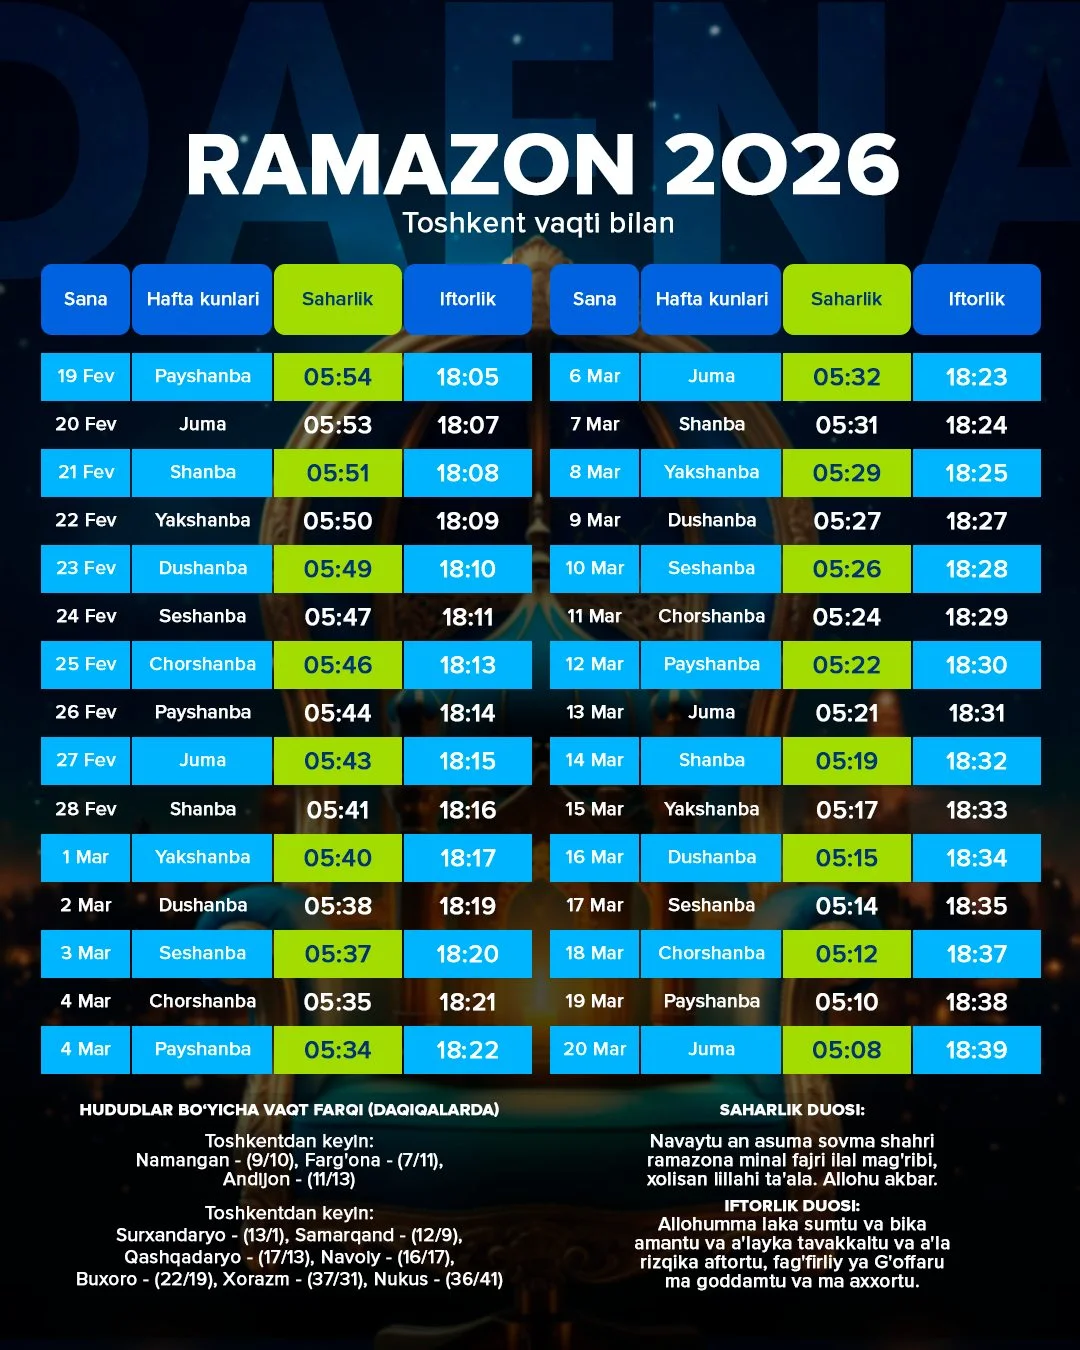 DAFNA
RAMAZON 2026
Toshkent vaqti bilan
Sana Hafta kunlari Saharlik Iftorlik
19 Fev Payshanba 05:54 18:05
20 Fev Juma 05:53 18:07
21 Fev Shanba 05:51 18:08
22 Fev Yakshanba 05:50 18:09
23 Fev Dushanba 05:49 18:10
24 Fev Seshanba 05:47 18:11
25 Fev Chorshanba 05:46 18:13
26 Fev Payshanba 05:44 18:14
27 Fev Juma 05:43 18:15
28 Fev Shanba 05:41 18:16
1 Mar Yakshanba 05:40 18:17
2 Mar Dushanba 05:38 18:19
3 Mar Seshanba 05:37 18:20
4 Mar Chorshanba 05:35 18:21
4 Mar Payshanba 05:34 18:22
Sana Hafta kunlari Saharlik Iftorlik
6 Mar Juma 05:32 18:23
7 Mar Shanba 05:31 18:24
8 Mar Yakshanba 05:29 18:25
9 Mar Dushanba 05:27 18:27
10 Mar Seshanba 05:26 18:28
11 Mar Chorshanba 05:24 18:29
12 Mar Payshanba 05:22 18:30
13 Mar Juma 05:21 18:31
14 Mar Shanba 05:19 18:32
15 Mar Yakshanba 05:17 18:33
16 Mar Dushanba 05:15 18:34
17 Mar Seshanba 05:14 18:35
18 Mar Chorshanba 05:12 18:37
19 Mar Payshanba 05:10 18:38
20 Mar Juma 05:08 18:39
HUDUDLAR BO‘YICHA VAQT FARQI (DAQIQALARDA)
Toshkentdan keyin:
Namangan - (9/10), Farg'ona - (7/11),
Andijon - (11/13)
Toshkentdan keyin:
Surxandaryo - (13/1), Samarqand - (12/9),
Qashqadaryo - (17/13), Navoly - (16/17),
Buxoro - (22/19), Xorazm - (37/31), Nukus - (36/41)
SAHARLIK DUOSI:
Navaytu an asuma sovma shahri
ramazona minal fajri ilal mag'ribi,
xolisan lillahi ta'ala. Allohu akbar.
IFTORLIK DUOSI:
Allohumma laka sumtu va bika
amantu va a'layka tavakkaltu va a'la
rizqika aftortu, fag'firliy ya G'offaru
ma qoddamtu va ma axxortu.